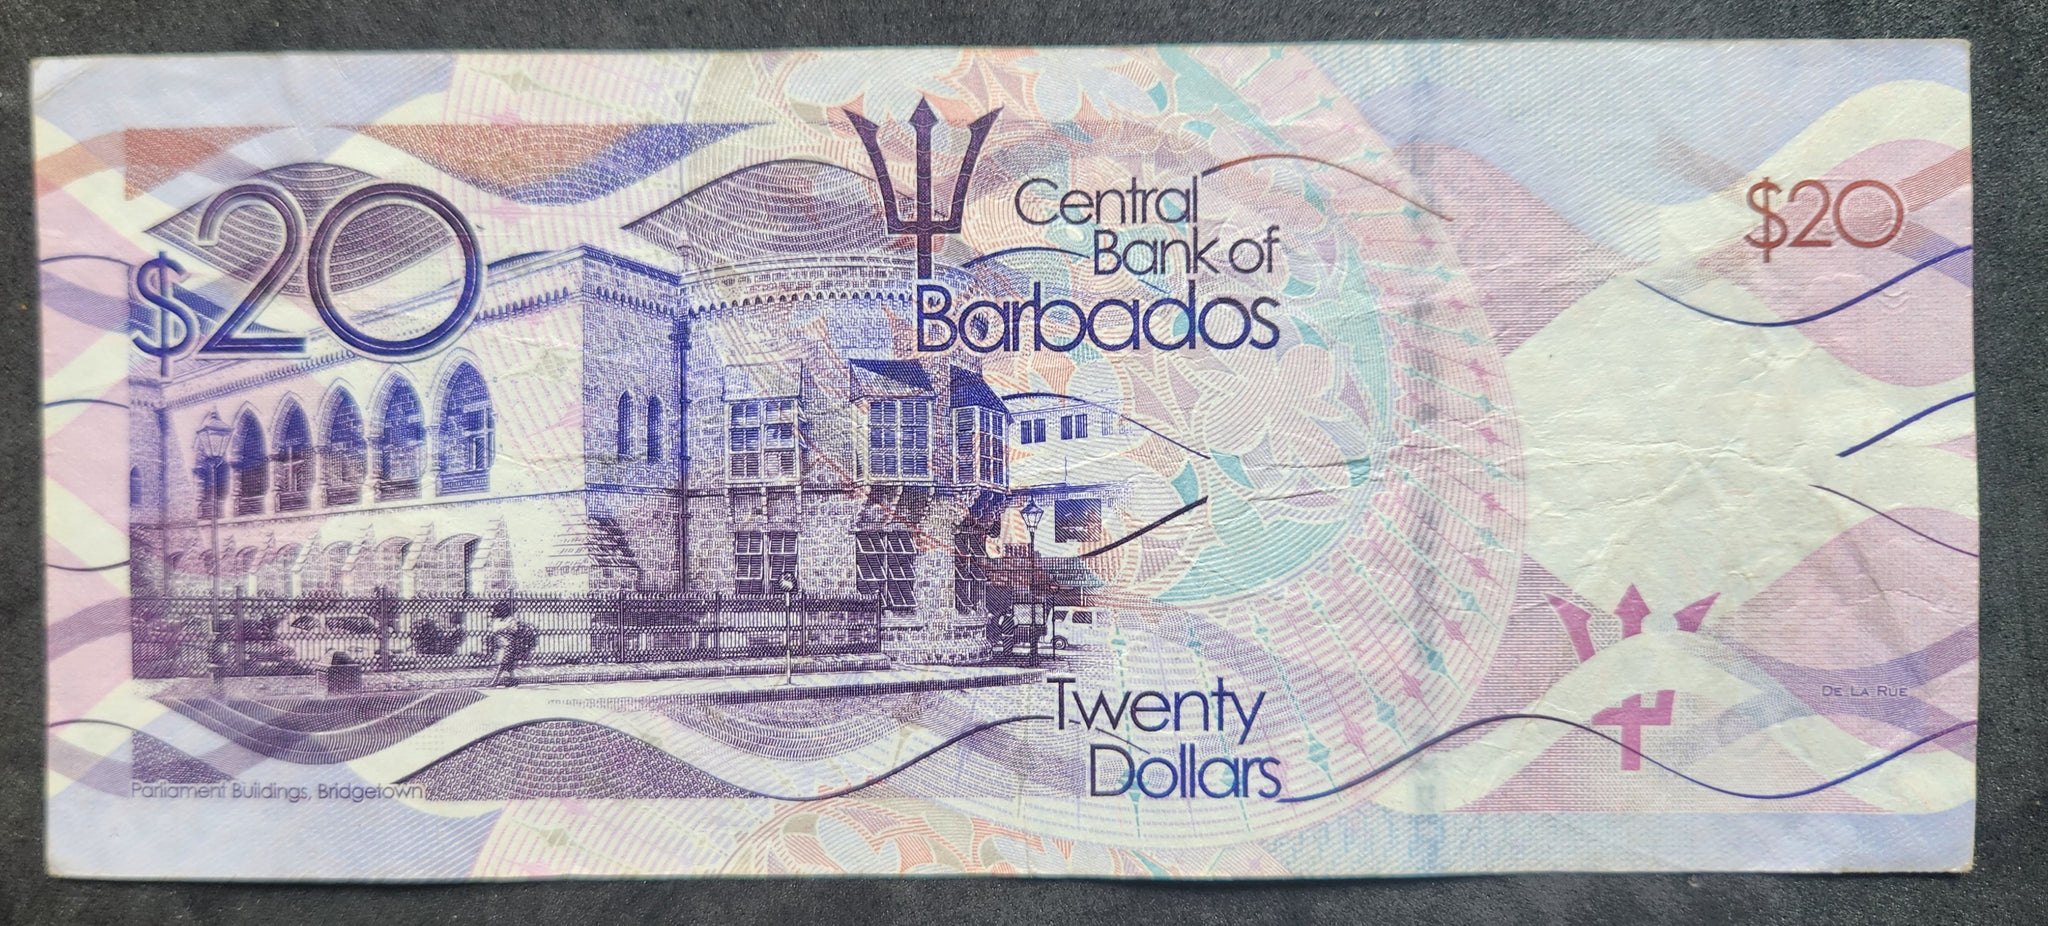 $20
Central
Bank of
Barbados
$20
Twenty
Dollars
DE LA RUE
Parliament Buildings, Bridgetown